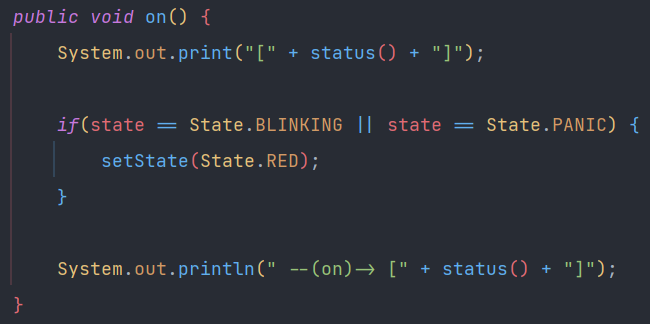 public void on() {
    System.out.print("[" + status() + "]");

    if(state == State.BLINKING || state == State.PANIC) {
        setState(State.RED);
    }

    System.out.println(" --(on)-> [" + status() + "]");
}